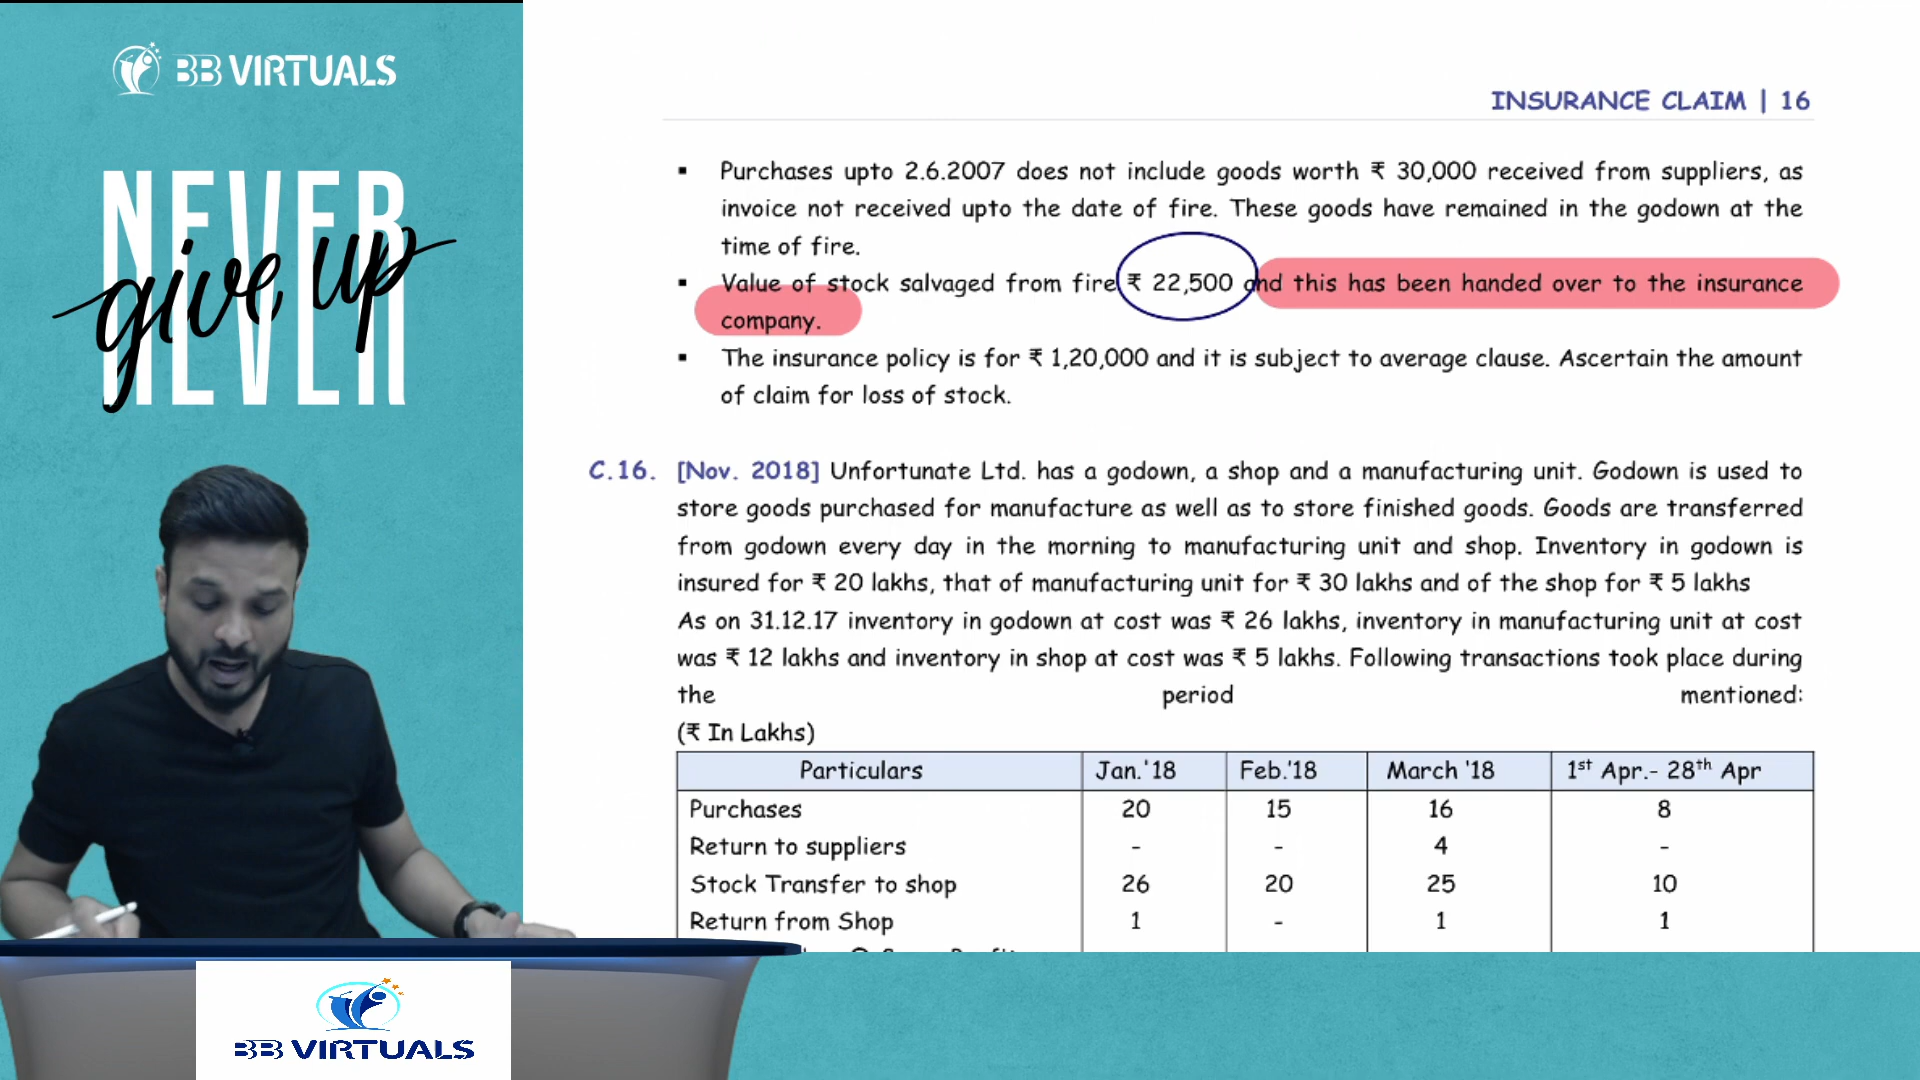 BB VIRTUALS
NEVER
give up
NEVER
INSURANCE CLAIM | 16
▪ Purchases upto 2.6.2007 does not include goods worth ₹ 30,000 received from suppliers, as
invoice not received upto the date of fire. These goods have remained in the godown at the
time of fire.
▪ Value of stock salvaged from fire ₹ 22,500 and this has been handed over to the insurance
company.
▪ The insurance policy is for ₹ 1,20,000 and it is subject to average clause. Ascertain the amount
of claim for loss of stock.
C.16. [Nov. 2018] Unfortunate Ltd. has a godown, a shop and a manufacturing unit. Godown is used to
store goods purchased for manufacture as well as to store finished goods. Goods are transferred
from godown every day in the morning to manufacturing unit and shop. Inventory in godown is
insured for ₹ 20 lakhs, that of manufacturing unit for ₹ 30 lakhs and of the shop for ₹ 5 lakhs
As on 31.12.17 inventory in godown at cost was ₹ 26 lakhs, inventory in manufacturing unit at cost
was ₹ 12 lakhs and inventory in shop at cost was ₹ 5 lakhs. Following transactions took place during
the period mentioned:
(₹ In Lakhs)
Particulars Jan.'18 Feb.'18 March '18 1st Apr.- 28th Apr
Purchases 20 15 16 8
Return to suppliers - - 4 -
Stock Transfer to shop 26 20 25 10
Return from Shop 1 - 1 1
BB VIRTUALS